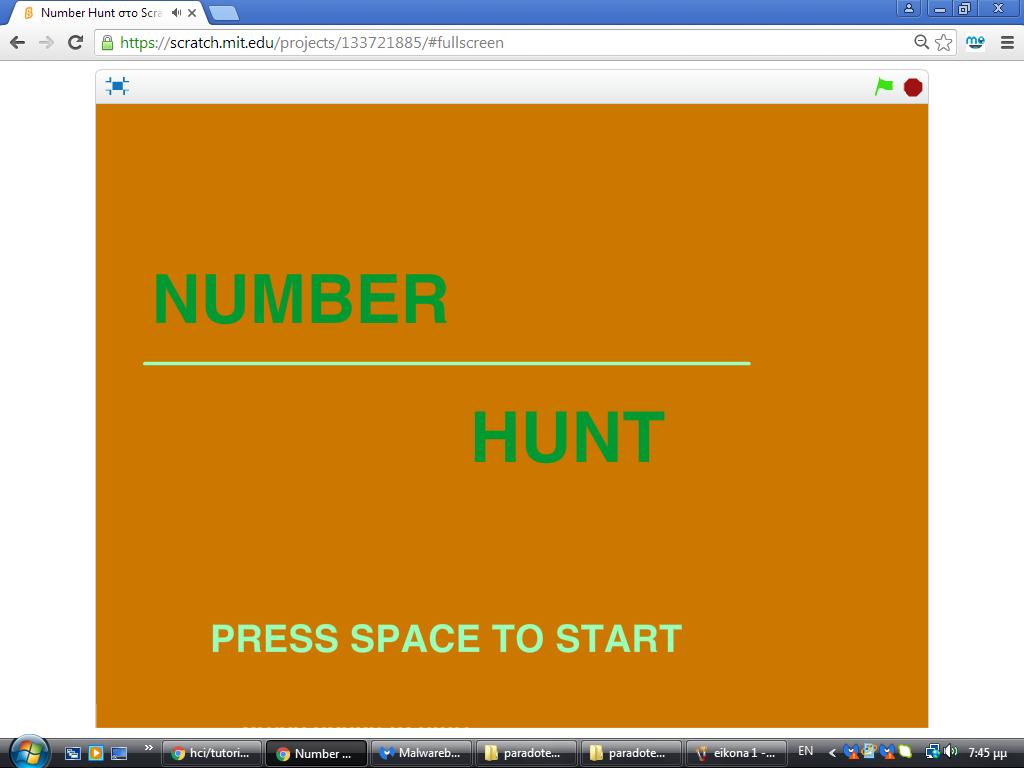 Number Hunt στο Scra
https://scratch.mit.edu/projects/133721885/#fullscreen
me
NUMBER
HUNT
PRESS SPACE TO START
hci/tutori...
Number ...
Malwareb...
paradote...
paradote...
eikona 1 -...
EN
7:45 μμ